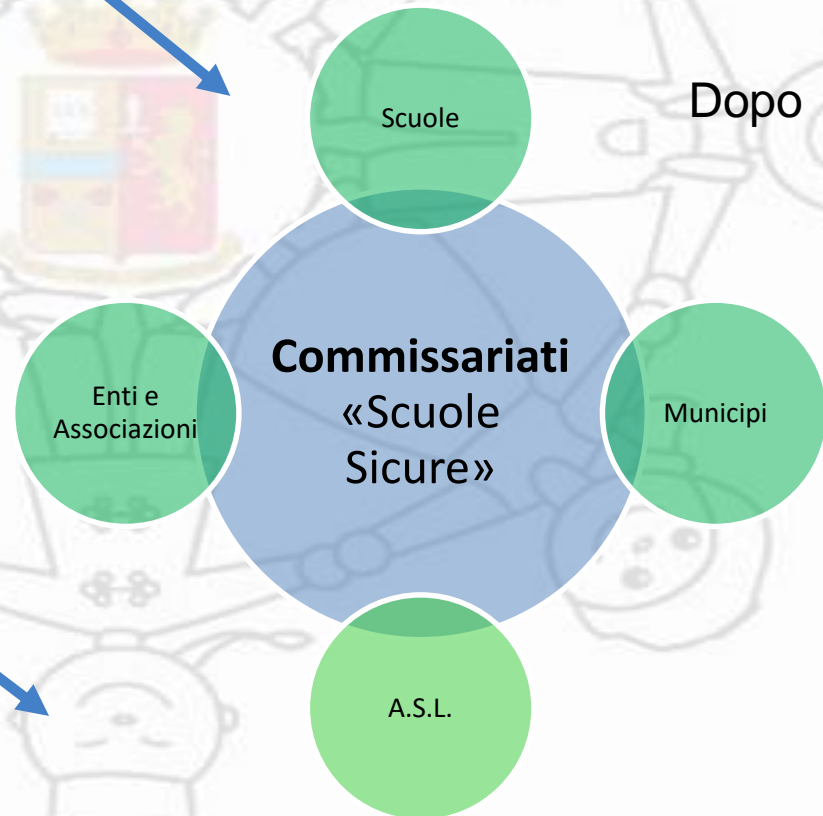 Dopo
Scuole
Commissariati
«Scuole
Sicure»
Enti e
Associazioni
Municipi
A.S.L.